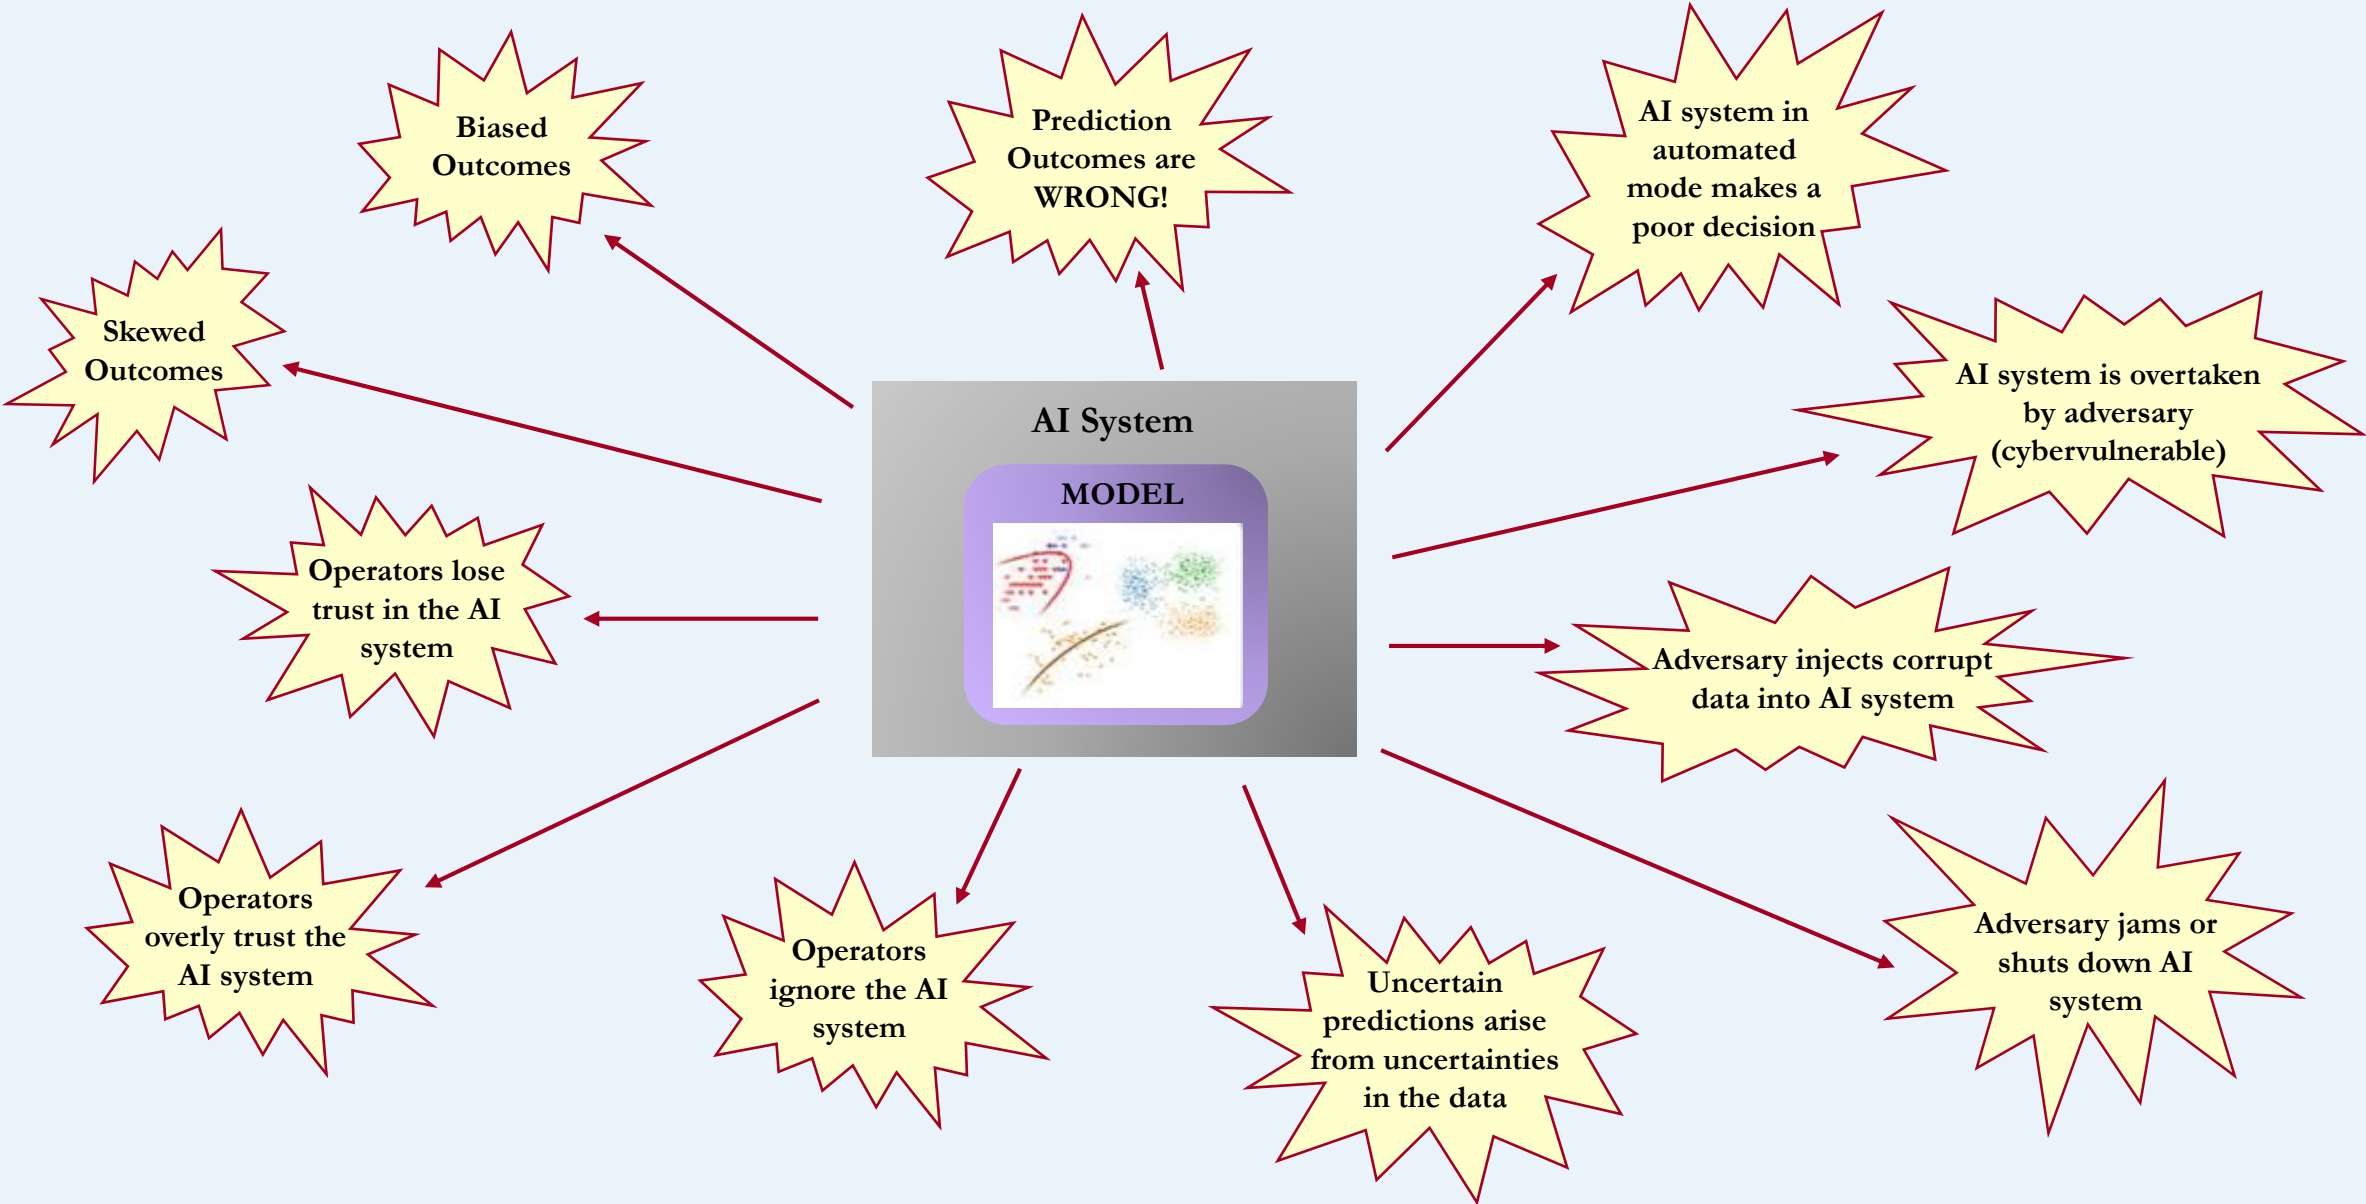 Biased
Outcomes
Prediction
Outcomes are
WRONG!
AI system in
automated
mode makes a
poor decision
Skewed
Outcomes
AI system is overtaken
by adversary
(cybervulnerable)
AI System
MODEL
Operators lose
trust in the AI
system
Adversary injects corrupt
data into AI system
Operators
overly trust the
AI system
Operators
ignore the AI
system
Uncertain
predictions arise
from uncertainties
in the data
Adversary jams or
shuts down AI
system